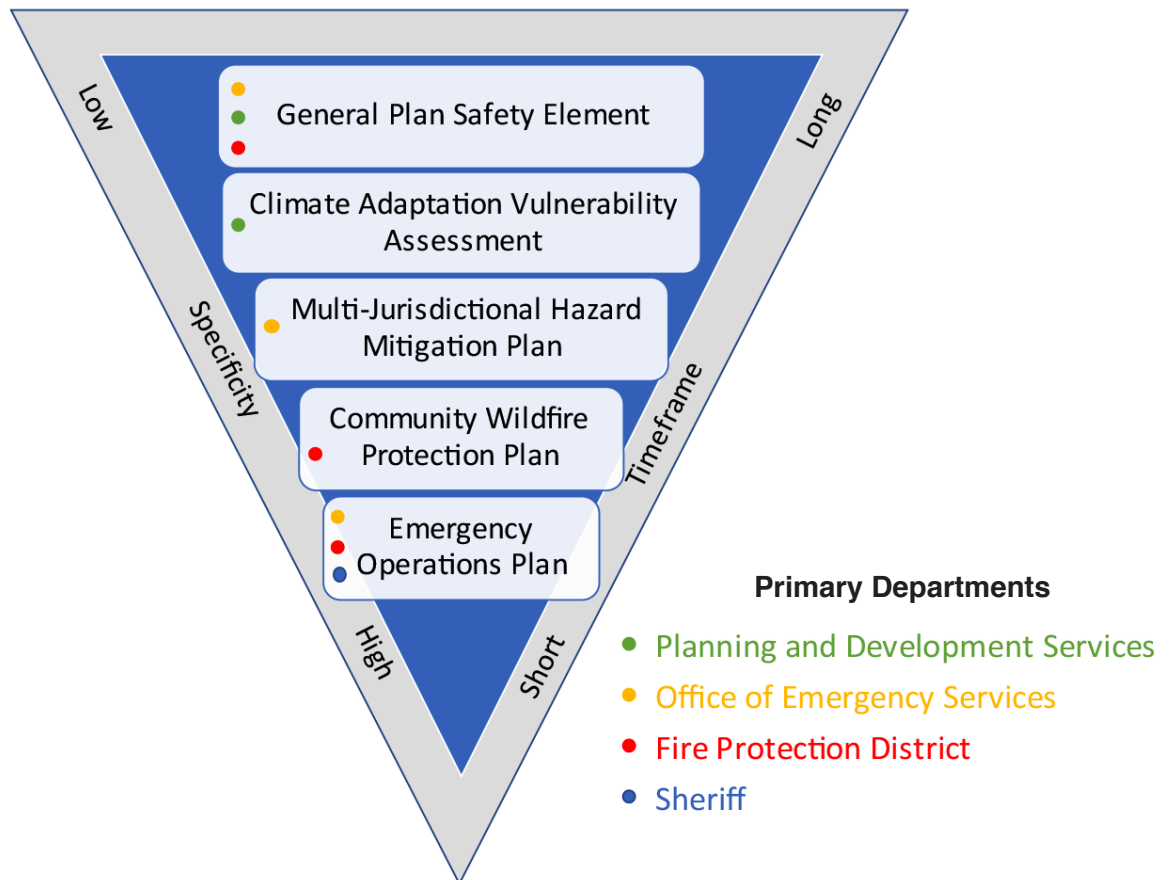 Low
Long
General Plan Safety Element
Climate Adaptation Vulnerability
Assessment
Multi-Jurisdictional Hazard
Mitigation Plan
Specificity
Timeframe
Community Wildfire
Protection Plan
Emergency
Operations Plan
High
Short
Primary Departments
Planning and Development Services
Office of Emergency Services
Fire Protection District
Sheriff